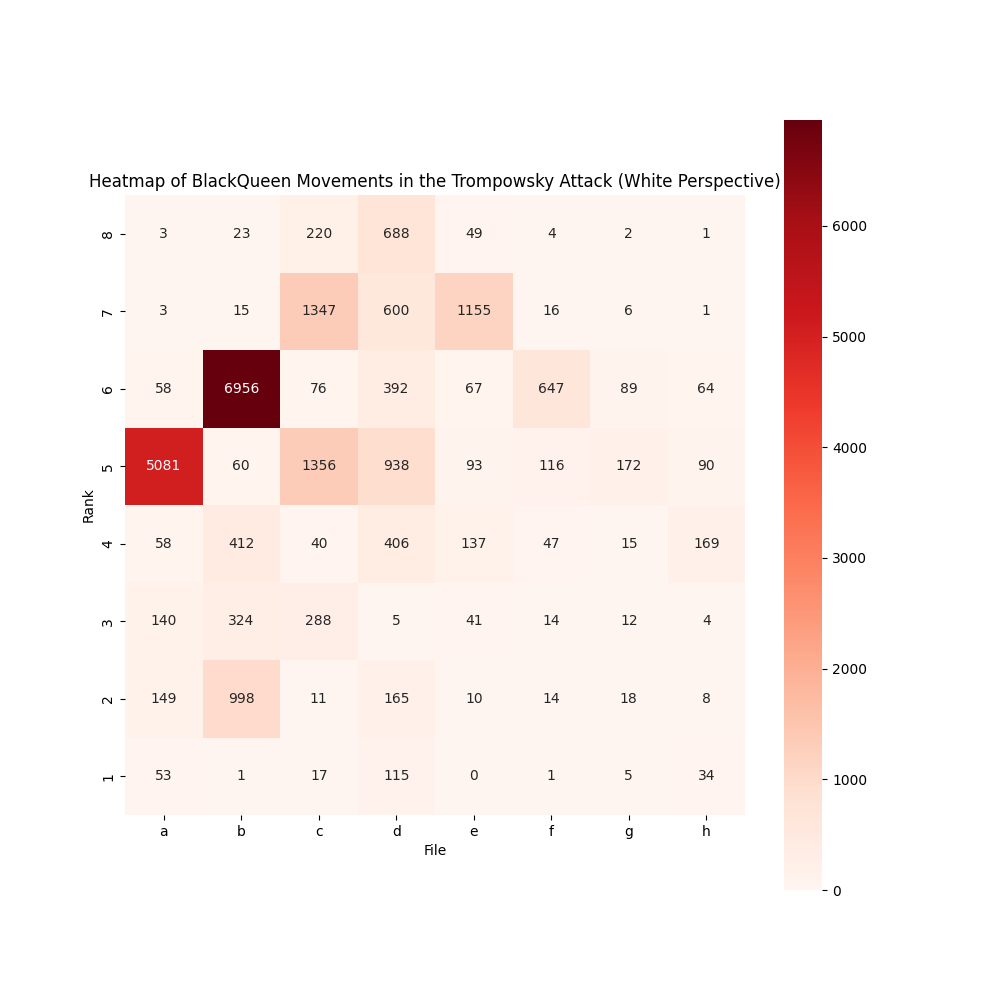 Heatmap of BlackQueen Movements in the Trompowsky Attack (White Perspective)
8 3 23 220 688 49 4 2 1
7 3 15 1347 600 1155 16 6 1
6 58 6956 76 392 67 647 89 64
5 5081 60 1356 938 93 116 172 90
4 58 412 40 406 137 47 15 169
3 140 324 288 5 41 14 12 4
2 149 998 11 165 10 14 18 8
1 53 1 17 115 0 1 5 34
a b c d e f g h
File
Rank
6000
5000
4000
3000
2000
1000
0